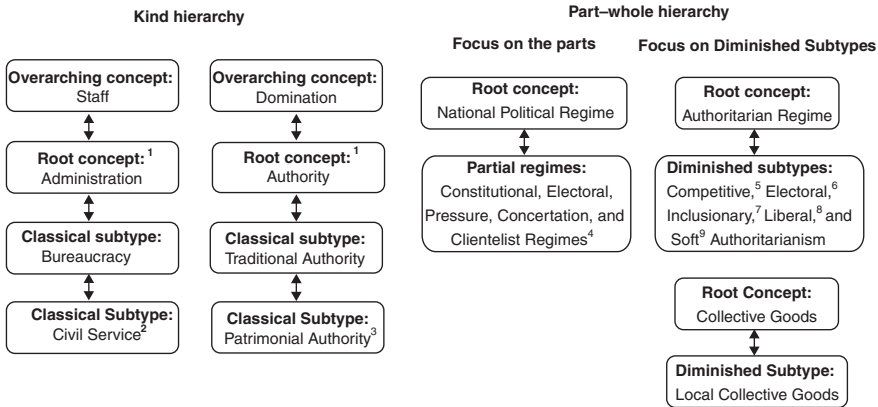 Kind hierarchy
Overarching concept:
Staff
Root concept: 1
Administration
Classical subtype:
Bureaucracy
Classical Subtype:
Civil Service2
Overarching concept:
Domination
Root concept: 1
Authority
Classical subtype:
Traditional Authority
Classical Subtype:
Patrimonial Authority3
Part–whole hierarchy
Focus on the parts
Root concept:
National Political Regime
Partial regimes:
Constitutional, Electoral,
Pressure, Concertation, and
Clientelist Regimes4
Focus on Diminished Subtypes
Root concept:
Authoritarian Regime
Diminished subtypes:
Competitive,5 Electoral,6
Inclusionary,7 Liberal,8 and
Soft9 Authoritarianism
Root Concept:
Collective Goods
Diminished Subtype:
Local Collective Goods